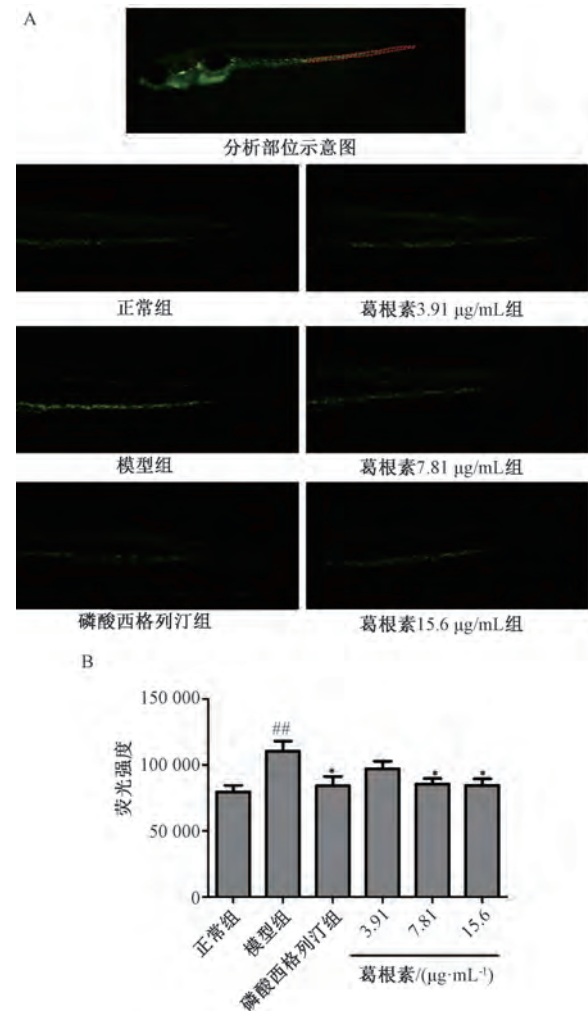 A
分析部位示意图
正常组 葛根素3.91 μg/mL组
模型组 葛根素7.81 μg/mL组
磷酸西格列汀组 葛根素15.6 μg/mL组
B
荧光强度
150 000
100 000
50 000
0
##
*
*
*
正常组
模型组
磷酸西格列汀组
3.91
7.81
15.6
葛根素/(μg·mL⁻¹)